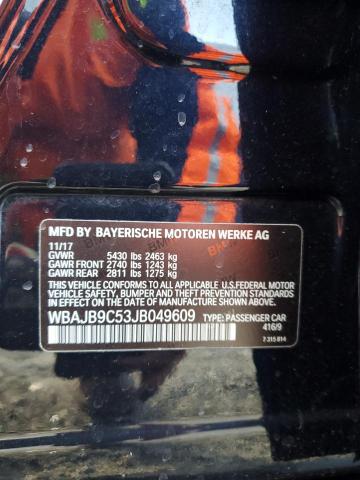 MFD BY BAYERISCHE MOTOREN WERKE AG
11/17
GVWR 5430 lbs 2463 kg
GAWR FRONT 2740 lbs 1243 kg
GAWR REAR 2811 lbs 1275 kg
THIS VEHICLE CONFORMS TO ALL APPLICABLE U.S.FEDERAL MOTOR
VEHICLE SAFETY, BUMPER, AND THEFT PREVENTION STANDARDS IN
EFFECT ON THE DATE OF MANUFACTURE SHOWN ABOVE.
WBAJB9C53JB049609 TYPE: PASSENGER CAR
416/9
7 315 814